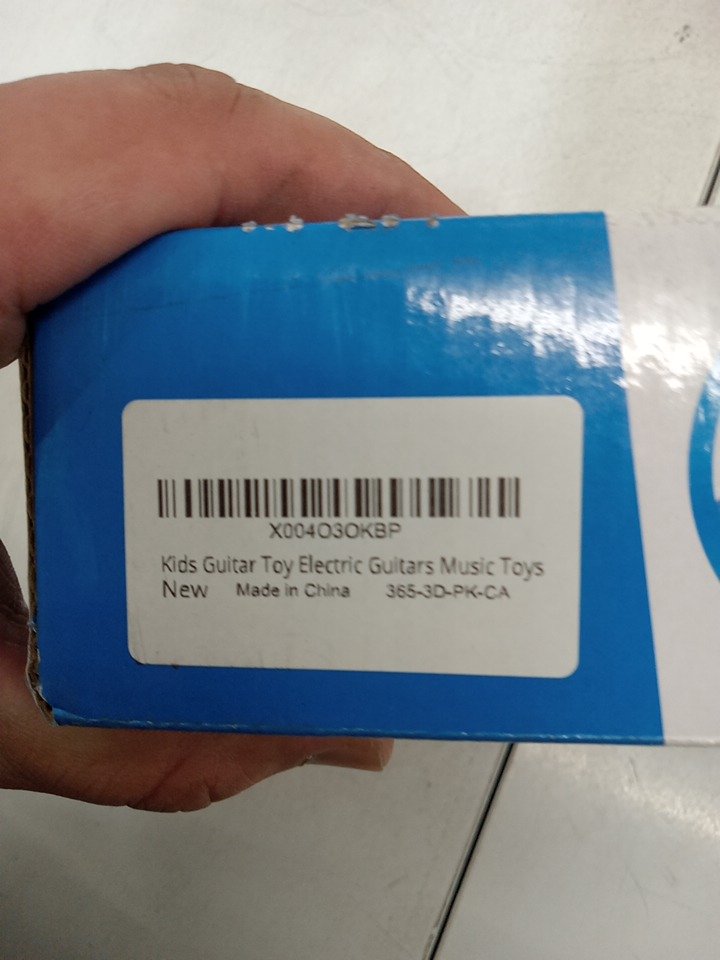 X004O3OKBP
Kids Guitar Toy Electric Guitars Music Toys
New Made in China 365-3D-PK-CA